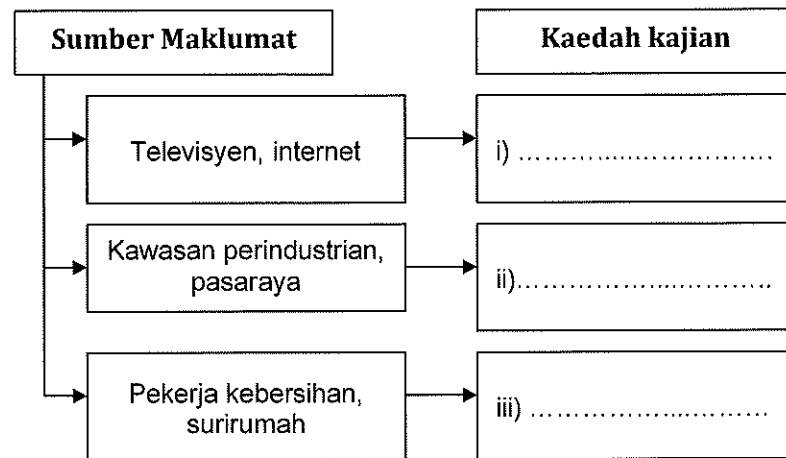 Sumber Maklumat
Kaedah kajian
Televisyen, internet
i) ................................
Kawasan perindustrian,
pasaraya
ii)................................
Pekerja kebersihan,
surirumah
iii) ..............................